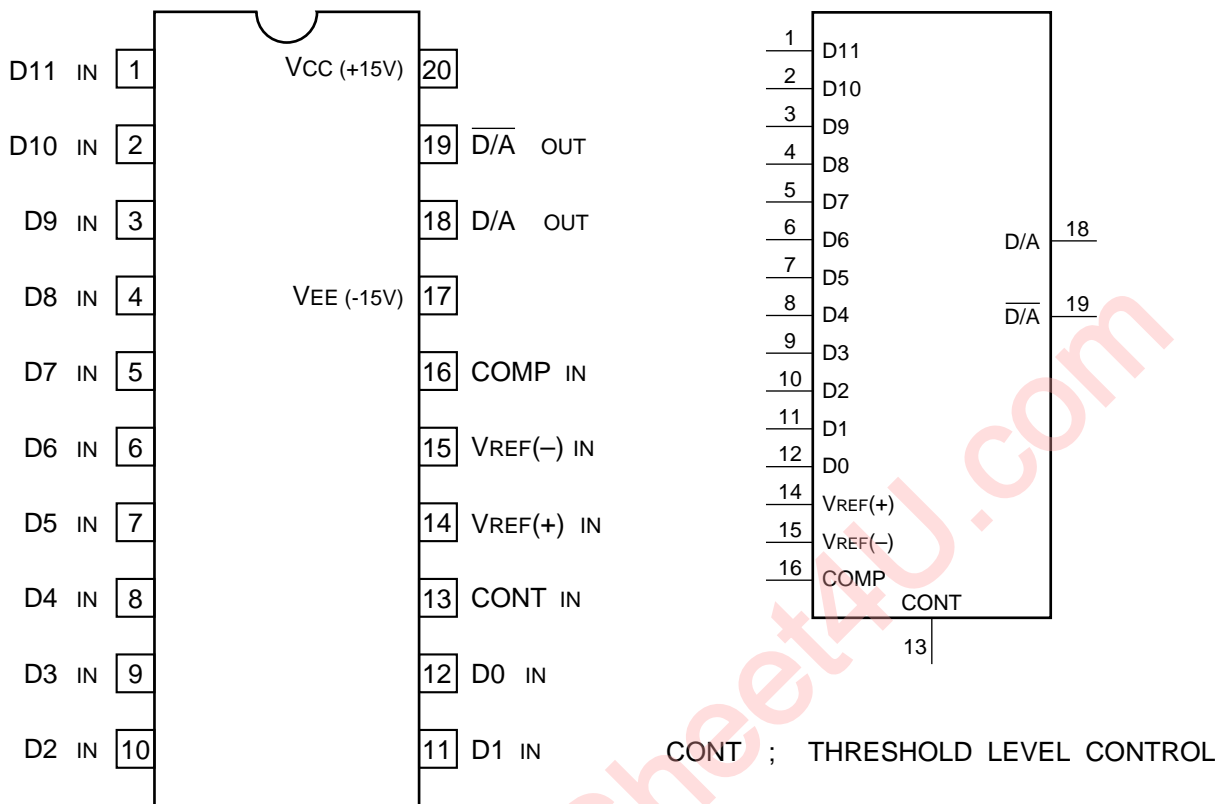 D11 IN 1 VCC (+15V) 20
D10 IN 2 19 D/A OUT
D9 IN 3 18 D/A OUT
D8 IN 4 VEE (-15V) 17
D7 IN 5 16 COMP IN
D6 IN 6 15 VREF(–) IN
D5 IN 7 14 VREF(+) IN
D4 IN 8 13 CONT IN
D3 IN 9 12 D0 IN
D2 IN 10 11 D1 IN
1 D11
2 D10
3 D9
4 D8
5 D7
6 D6
D/A 18
7 D5
8 D4
D/A 19
9 D3
10 D2
11 D1
12 D0
14 VREF(+)
15 VREF(–)
16 COMP
CONT
13
CONT ; THRESHOLD LEVEL CONTROL
heet4U.com